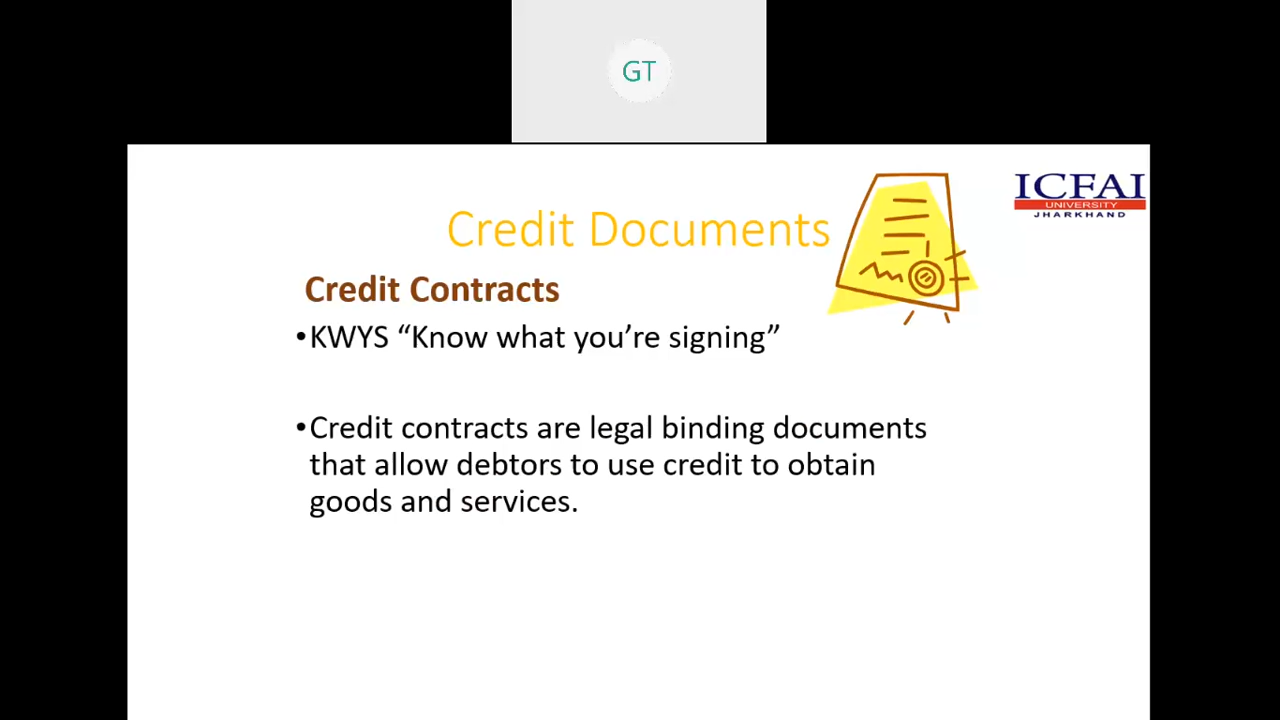 GT
ICFAI
UNIVERSITY
JHARKHAND
Credit Documents
Credit Contracts
•KWYS “Know what you’re signing”
•Credit contracts are legal binding documents
that allow debtors to use credit to obtain
goods and services.